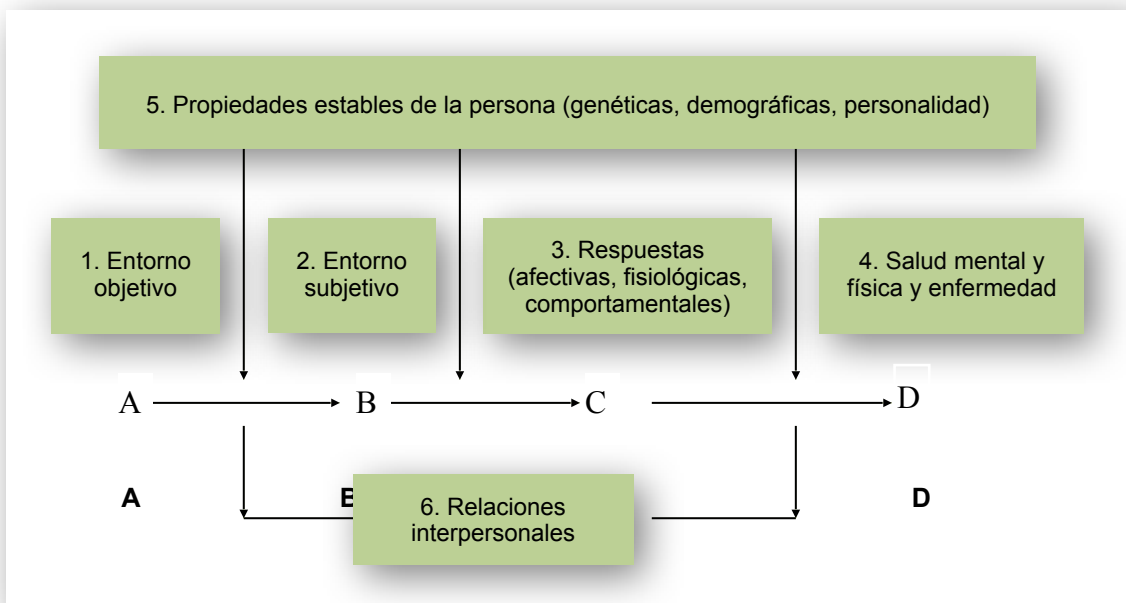 5. Propiedades estables de la persona (genéticas, demográficas, personalidad)
1. Entorno
objetivo
2. Entorno
subjetivo
3. Respuestas
(afectivas, fisiológicas,
comportamentales)
4. Salud mental y
física y enfermedad
A
B
C
D
A
B
D
6. Relaciones
interpersonales